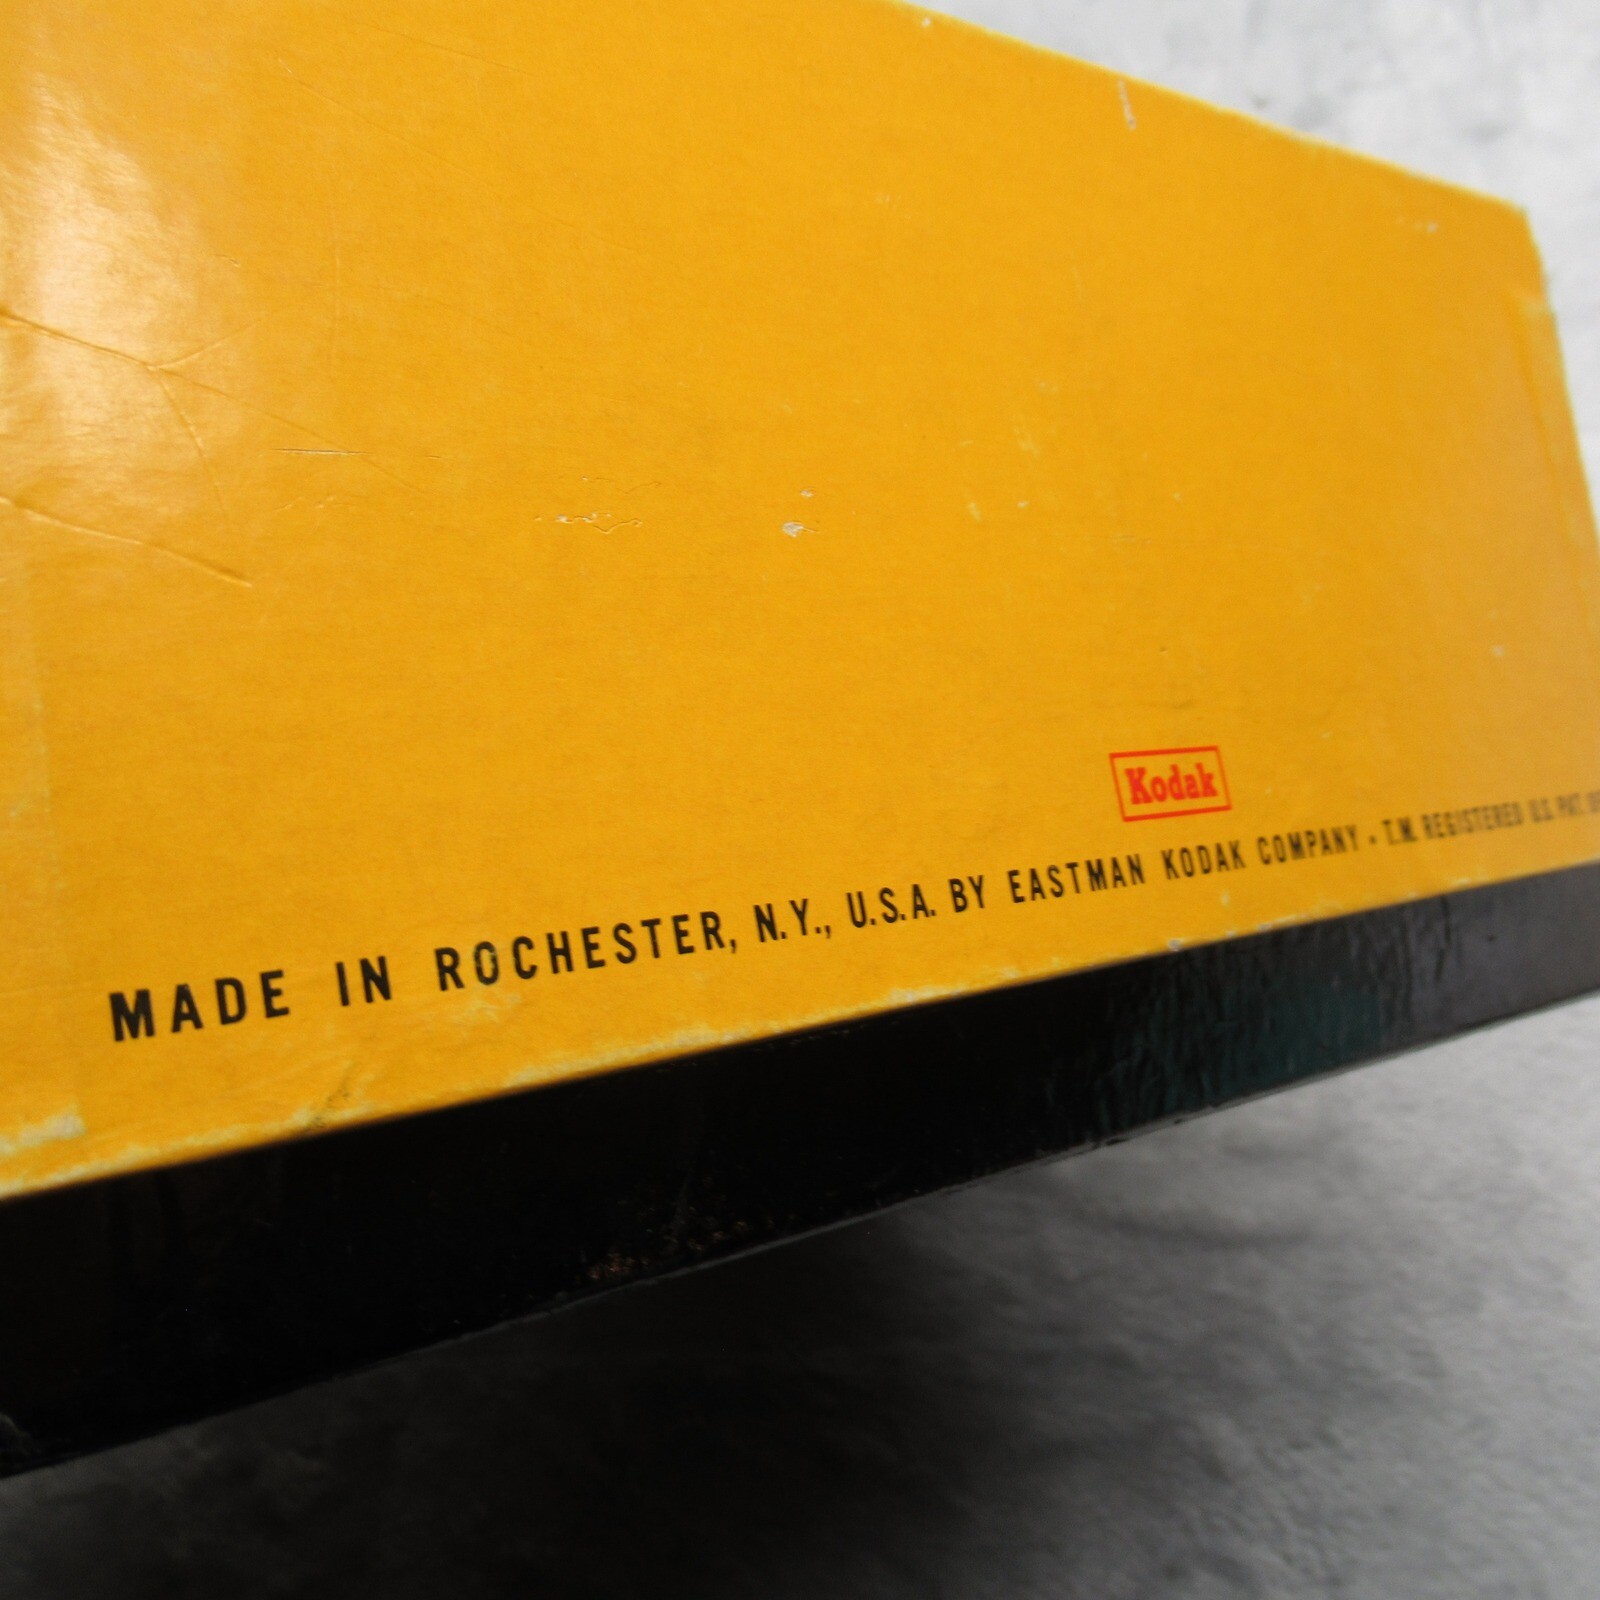 Kodak
MADE IN ROCHESTER, N.Y., U.S.A. BY EASTMAN KODAK COMPANY • T.M. REGISTERED U.S. PAT.